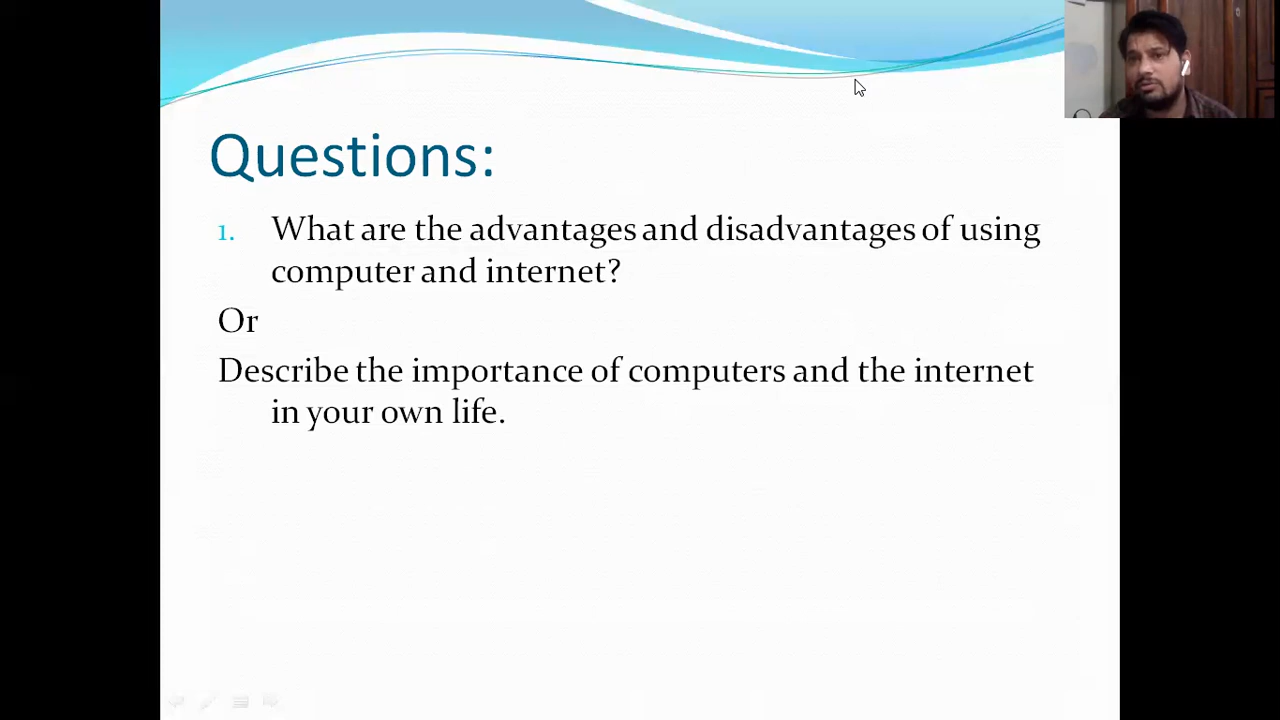 Questions:
1. What are the advantages and disadvantages of using
computer and internet?
Or
Describe the importance of computers and the internet
in your own life.